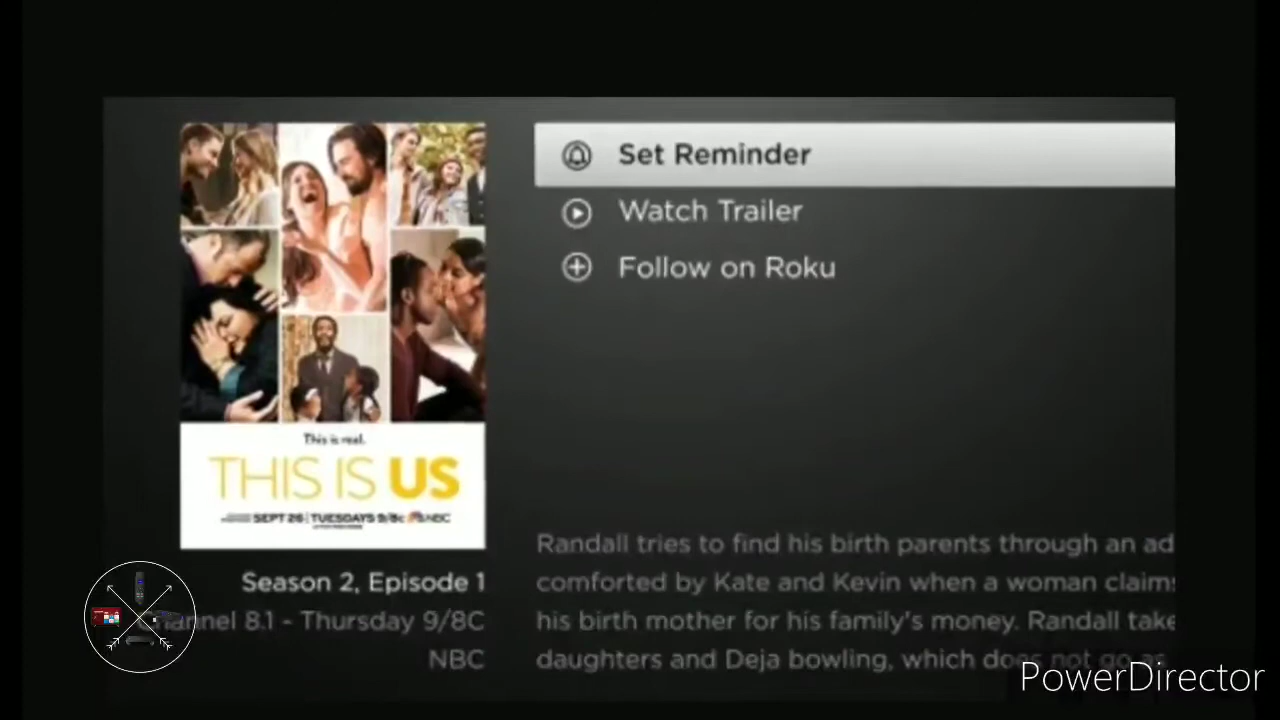 Set Reminder
Watch Trailer
Follow on Roku
This is real.
THIS IS US
SEPT 26 | TUESDAYS 9/8c NBC
Season 2, Episode 1
annel 8.1 - Thursday 9/8C
NBC
Randall tries to find his birth parents through an ad
comforted by Kate and Kevin when a woman claims
his birth mother for his family's money. Randall take
daughters and Deja bowling, which does not go as
PowerDirector